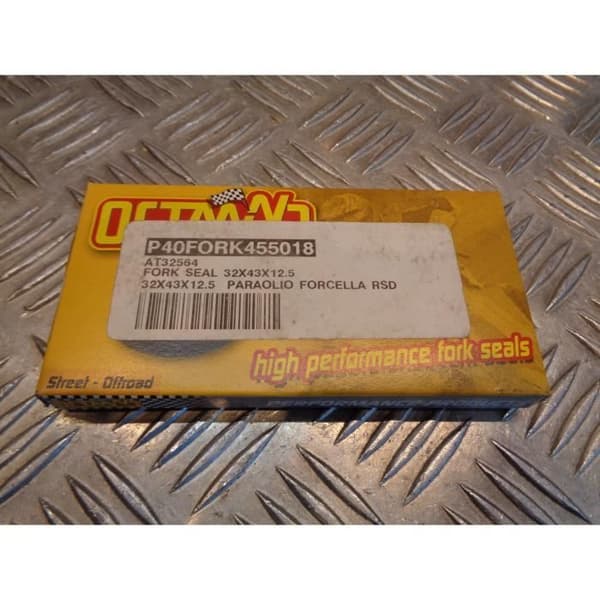 P40FORK455018
AT32564
FORK SEAL 32X43X12.5
32X43X12.5 PARAOLIO FORCELLA RSD
high performance fork seals
Street - Offroad